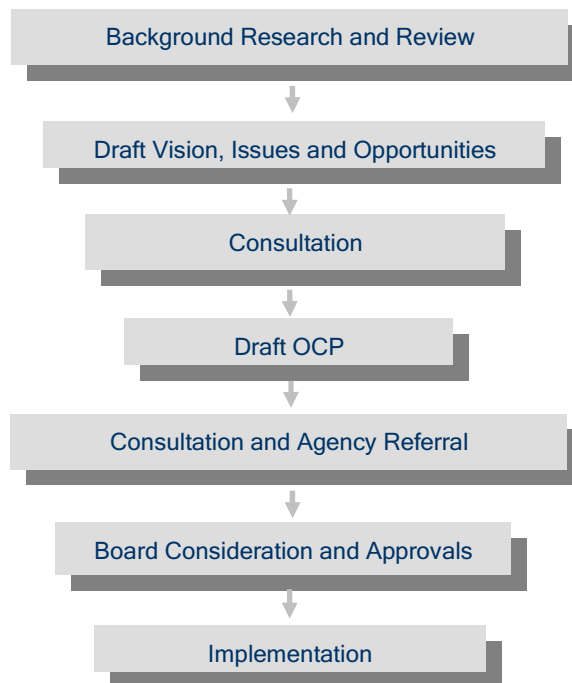 Background Research and Review
Draft Vision, Issues and Opportunities
Consultation
Draft OCP
Consultation and Agency Referral
Board Consideration and Approvals
Implementation